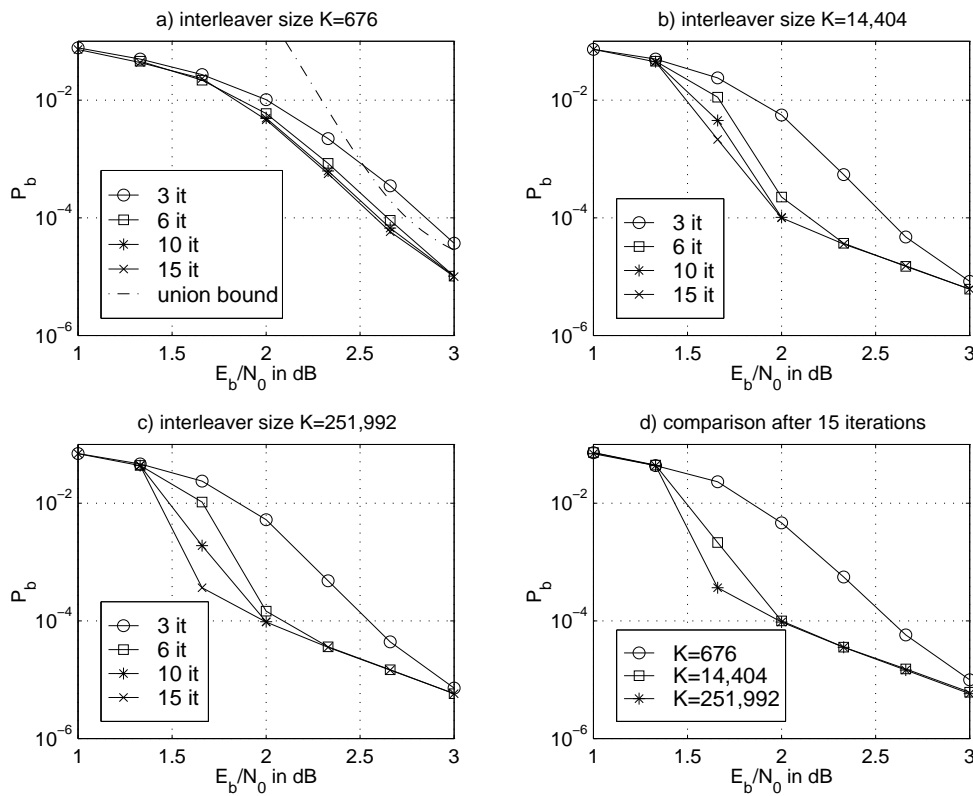 a) interleaver size K=676
10^-2
10^-4
10^-6
P_b
3 it
6 it
10 it
15 it
union bound
1 1.5 2 2.5 3
E_b/N_0 in dB
b) interleaver size K=14,404
10^-2
10^-4
10^-6
P_b
3 it
6 it
10 it
15 it
1 1.5 2 2.5 3
E_b/N_0 in dB
c) interleaver size K=251,992
10^-2
10^-4
10^-6
P_b
3 it
6 it
10 it
15 it
1 1.5 2 2.5 3
E_b/N_0 in dB
d) comparison after 15 iterations
10^-2
10^-4
10^-6
P_b
K=676
K=14,404
K=251,992
1 1.5 2 2.5 3
E_b/N_0 in dB